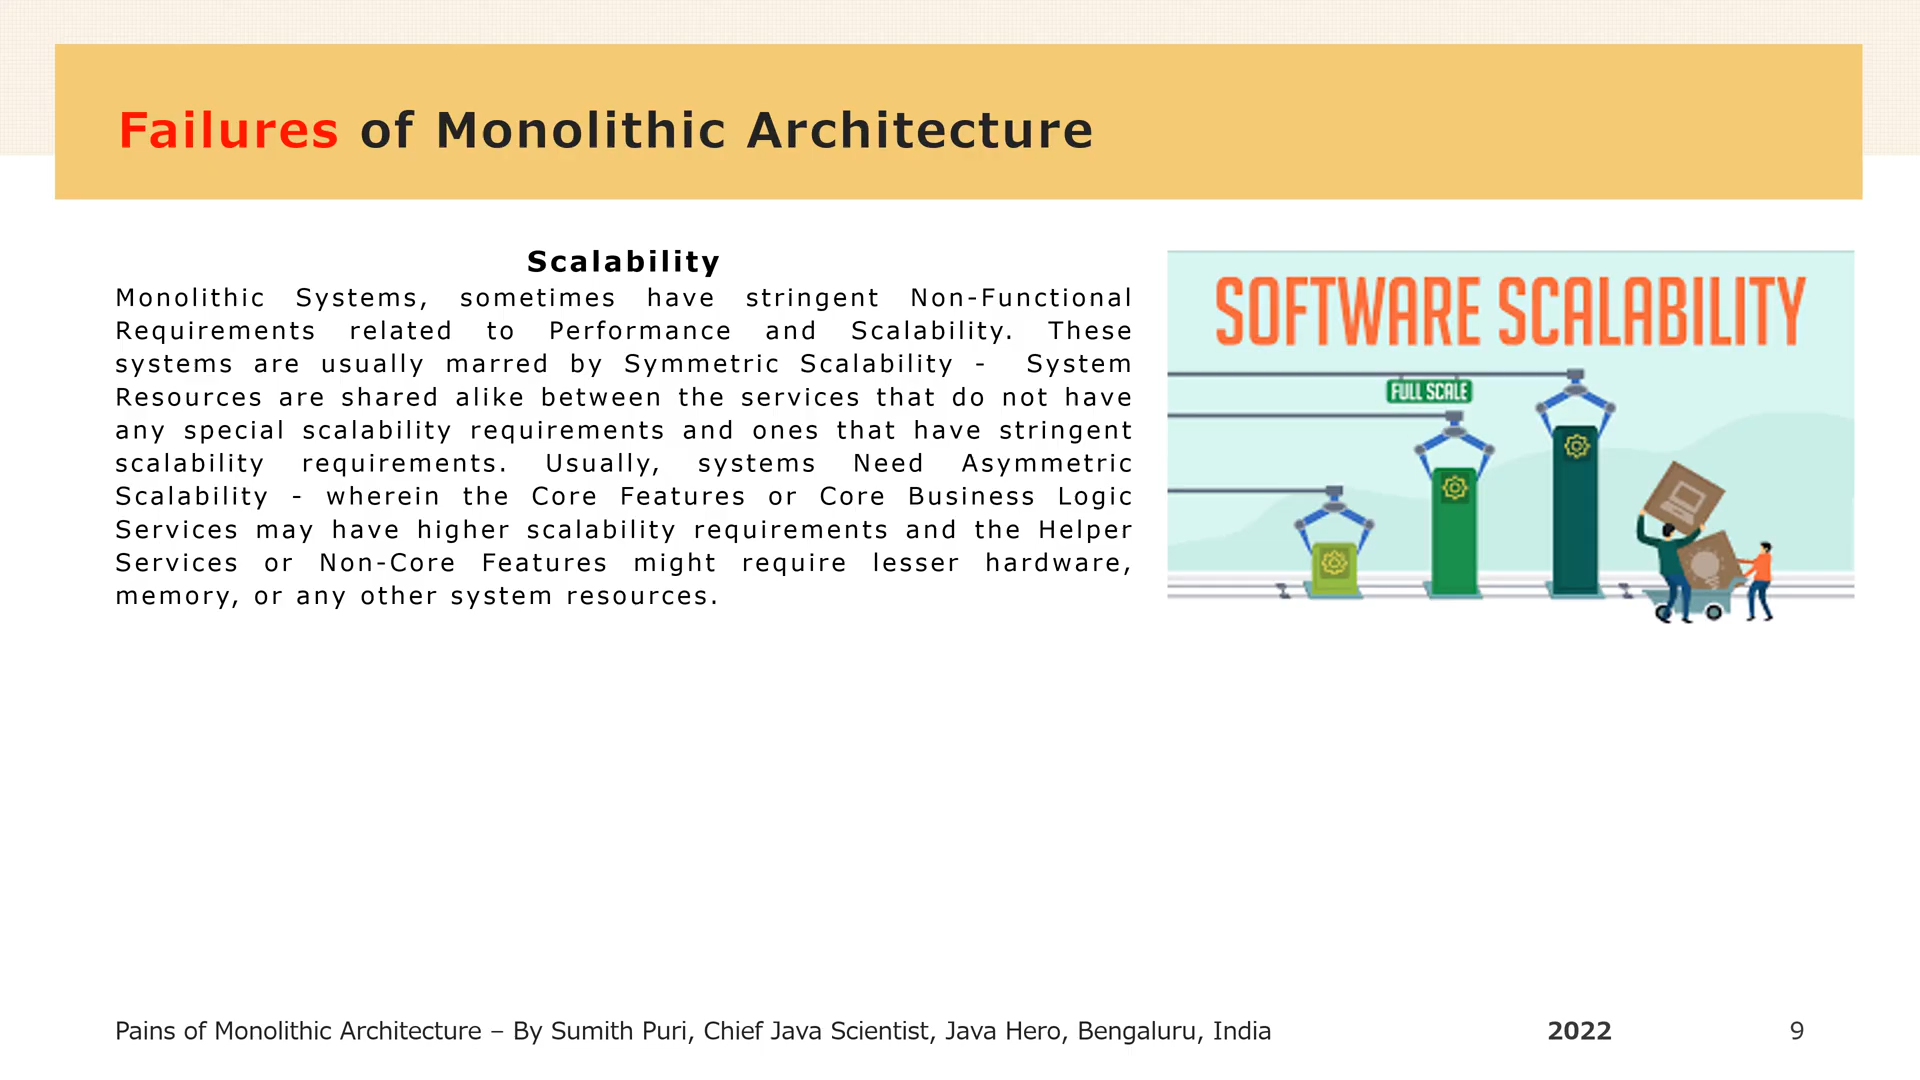 Failures of Monolithic Architecture
Scalability
Monolithic Systems, sometimes have stringent Non-Functional
Requirements related to Performance and Scalability. These
systems are usually marred by Symmetric Scalability - System
Resources are shared alike between the services that do not have
any special scalability requirements and ones that have stringent
scalability requirements. Usually, systems Need Asymmetric
Scalability - wherein the Core Features or Core Business Logic
Services may have higher scalability requirements and the Helper
Services or Non-Core Features might require lesser hardware,
memory, or any other system resources.
SOFTWARE SCALABILITY
FULL SCALE
Pains of Monolithic Architecture – By Sumith Puri, Chief Java Scientist, Java Hero, Bengaluru, India 2022 9